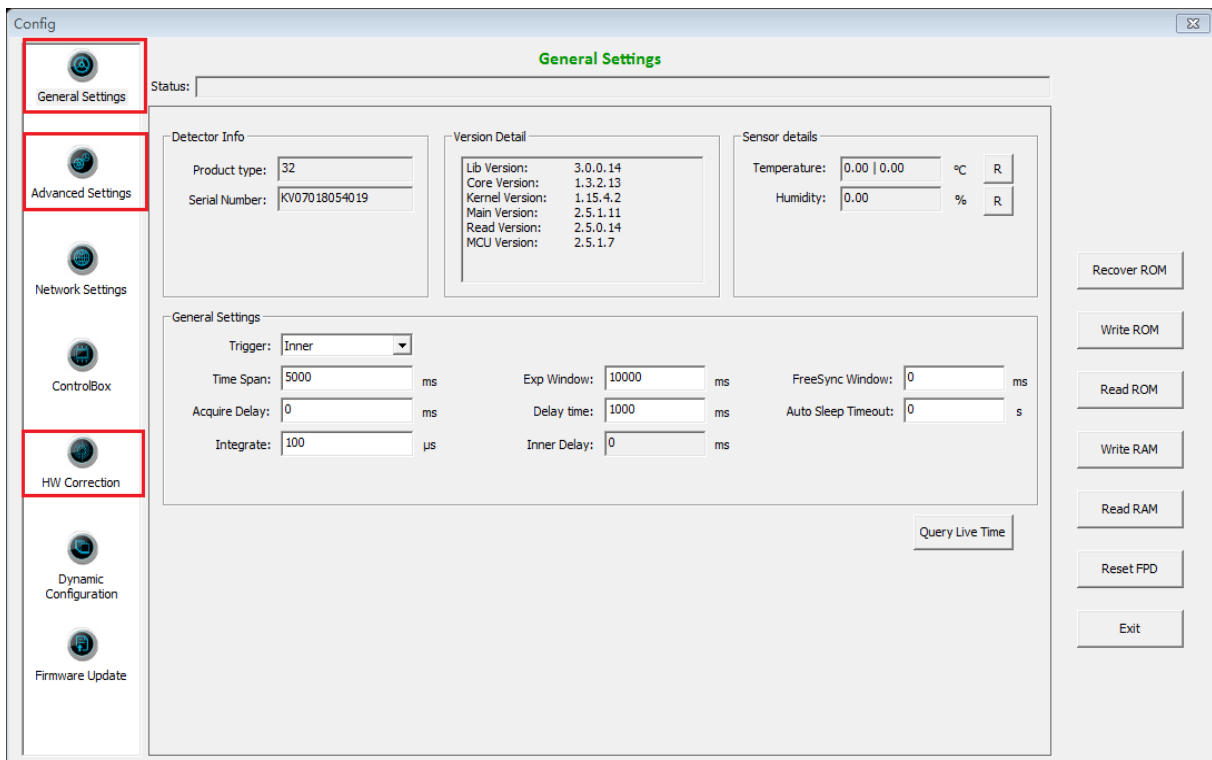 Config
General Settings
Advanced Settings
Network Settings
ControlBox
HW Correction
Dynamic
Configuration
Firmware Update
General Settings
Status:
Detector Info
Product type: 32
Serial Number: KV07018054019
Version Detail
Lib Version: 3.0.0.14
Core Version: 1.3.2.13
Kernel Version: 1.15.4.2
Main Version: 2.5.1.11
Read Version: 2.5.0.14
MCU Version: 2.5.1.7
Sensor details
Temperature: 0.00 | 0.00 ºC R
Humidity: 0.00 % R
General Settings
Trigger: Inner
Time Span: 5000 ms Exp Window: 10000 ms FreeSync Window: 0 ms
Acquire Delay: 0 ms Delay time: 1000 ms Auto Sleep Timeout: 0 s
Integrate: 100 µs Inner Delay: 0 ms
Query Live Time
Recover ROM
Write ROM
Read ROM
Write RAM
Read RAM
Reset FPD
Exit